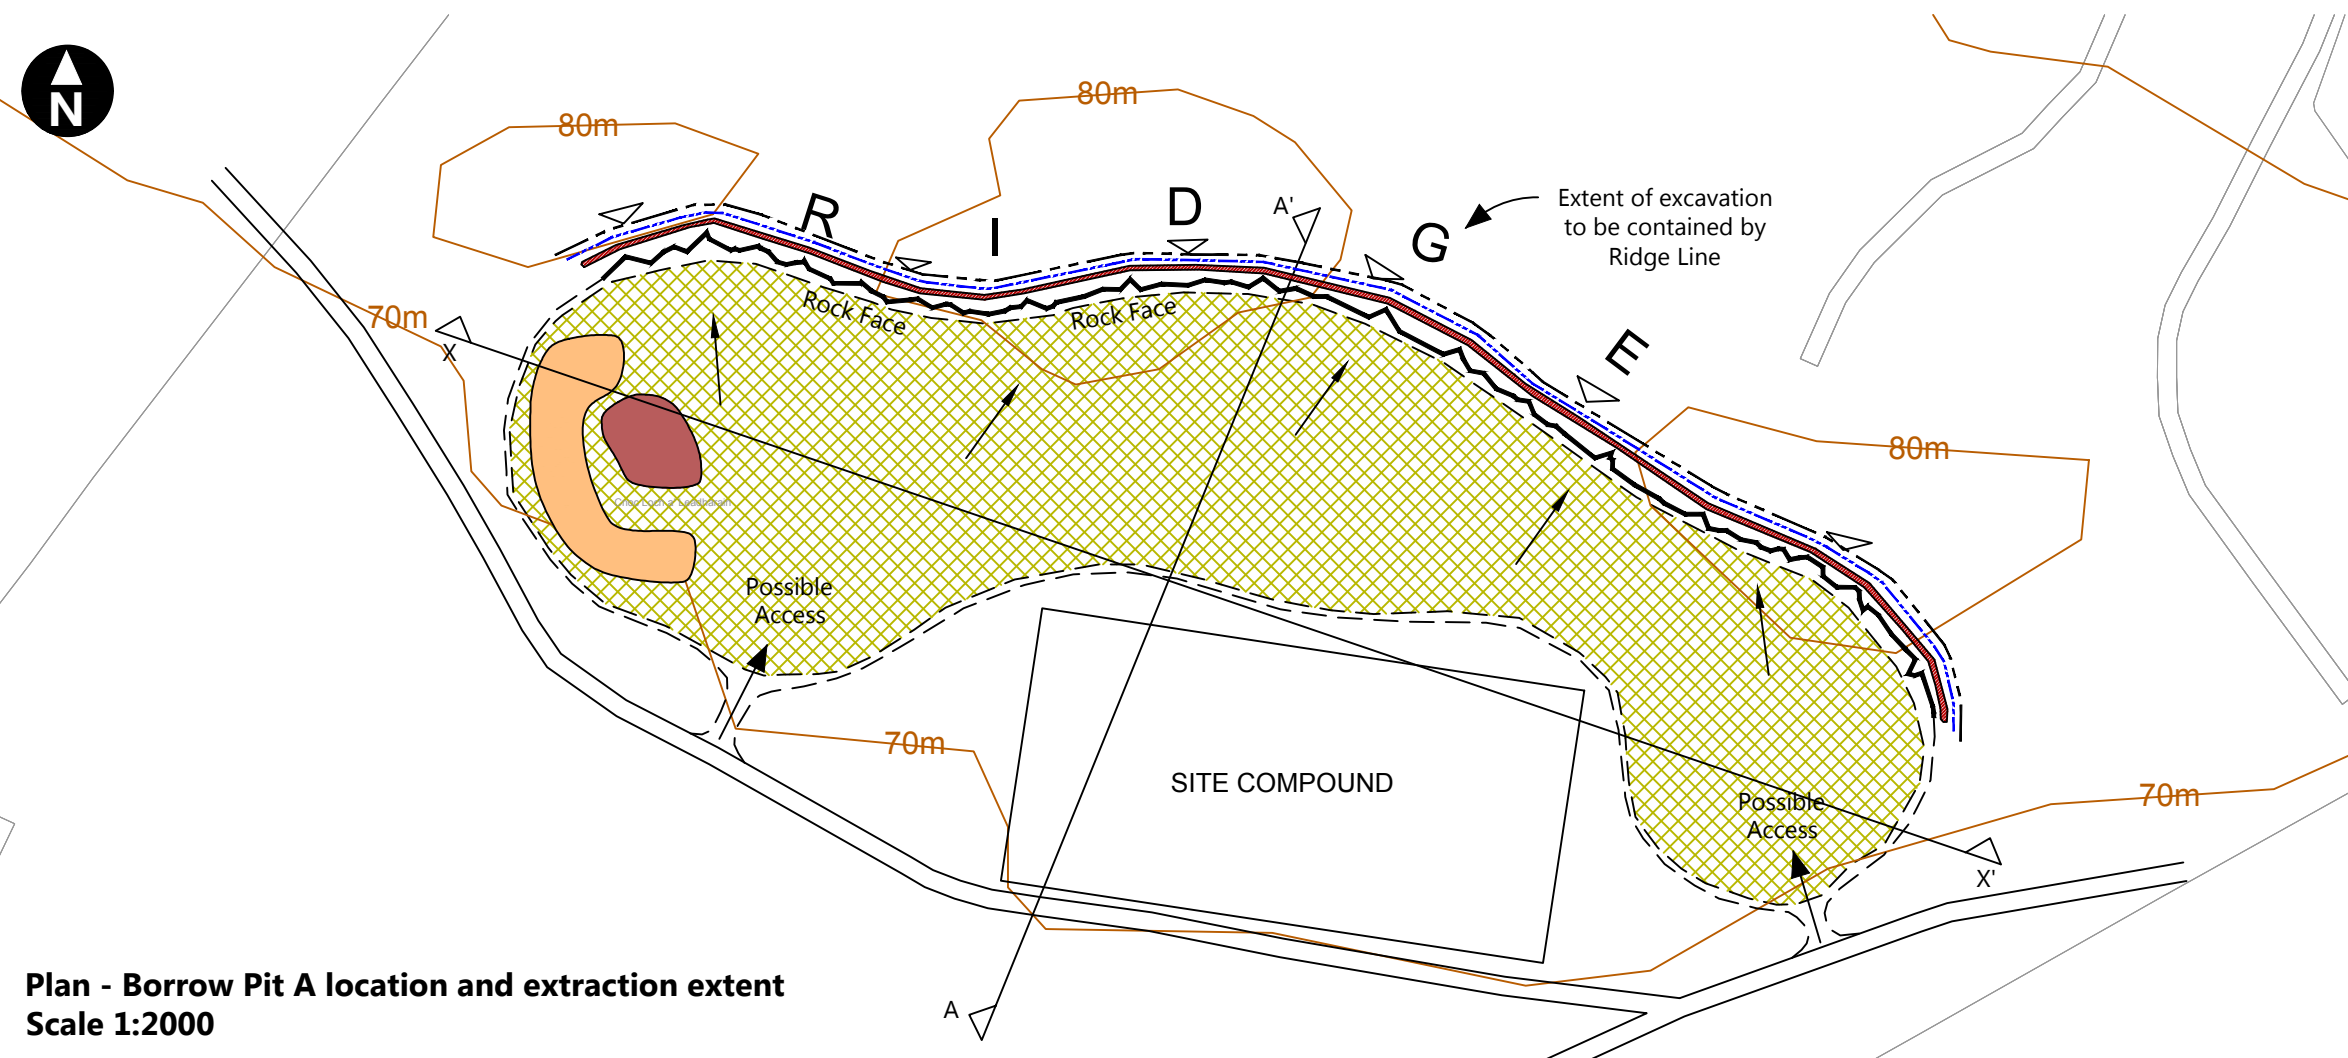 N
80m
80m
R
I
D
G
E
A'
Extent of excavation
to be contained by
Ridge Line
70m
X
Rock Face
Rock Face
80m
Possible
Access
70m
SITE COMPOUND
Possible
Access
70m
X'
A
Plan - Borrow Pit A location and extraction extent
Scale 1:2000